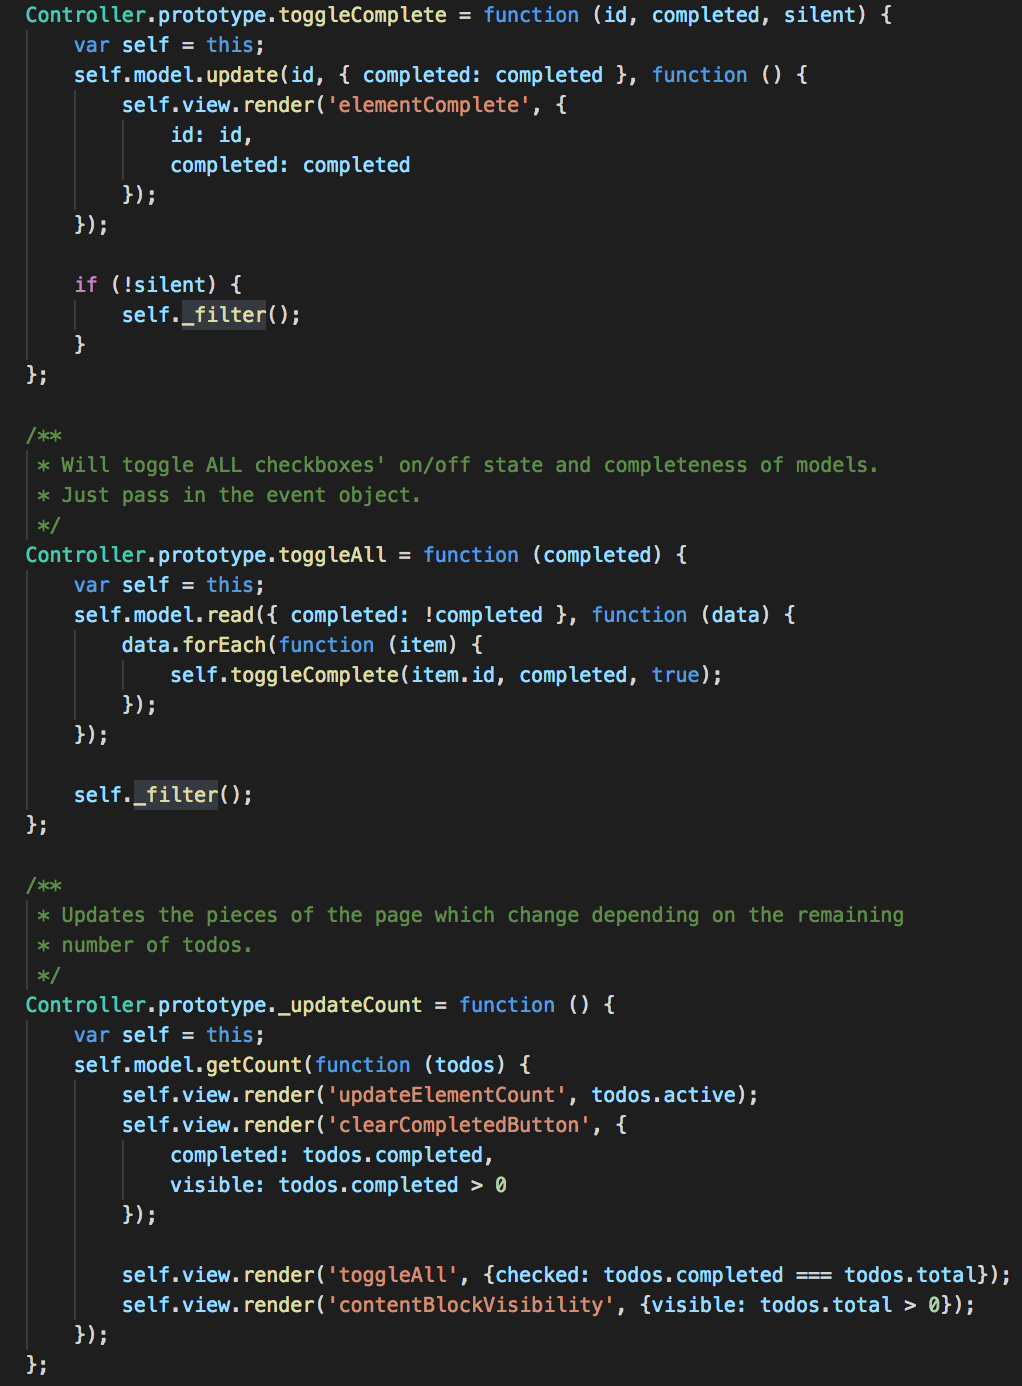 Controller.prototype.toggleComplete = function (id, completed, silent) {
    var self = this;
    self.model.update(id, { completed: completed }, function () {
        self.view.render('elementComplete', {
            id: id,
            completed: completed
        });
    });

    if (!silent) {
        self._filter();
    }
};

/**
 * Will toggle ALL checkboxes' on/off state and completeness of models.
 * Just pass in the event object.
 */
Controller.prototype.toggleAll = function (completed) {
    var self = this;
    self.model.read({ completed: !completed }, function (data) {
        data.forEach(function (item) {
            self.toggleComplete(item.id, completed, true);
        });
    });

    self._filter();
};

/**
 * Updates the pieces of the page which change depending on the remaining
 * number of todos.
 */
Controller.prototype._updateCount = function () {
    var self = this;
    self.model.getCount(function (todos) {
        self.view.render('updateElementCount', todos.active);
        self.view.render('clearCompletedButton', {
            completed: todos.completed,
            visible: todos.completed > 0
        });

        self.view.render('toggleAll', {checked: todos.completed === todos.total});
        self.view.render('contentBlockVisibility', {visible: todos.total > 0});
    });
};